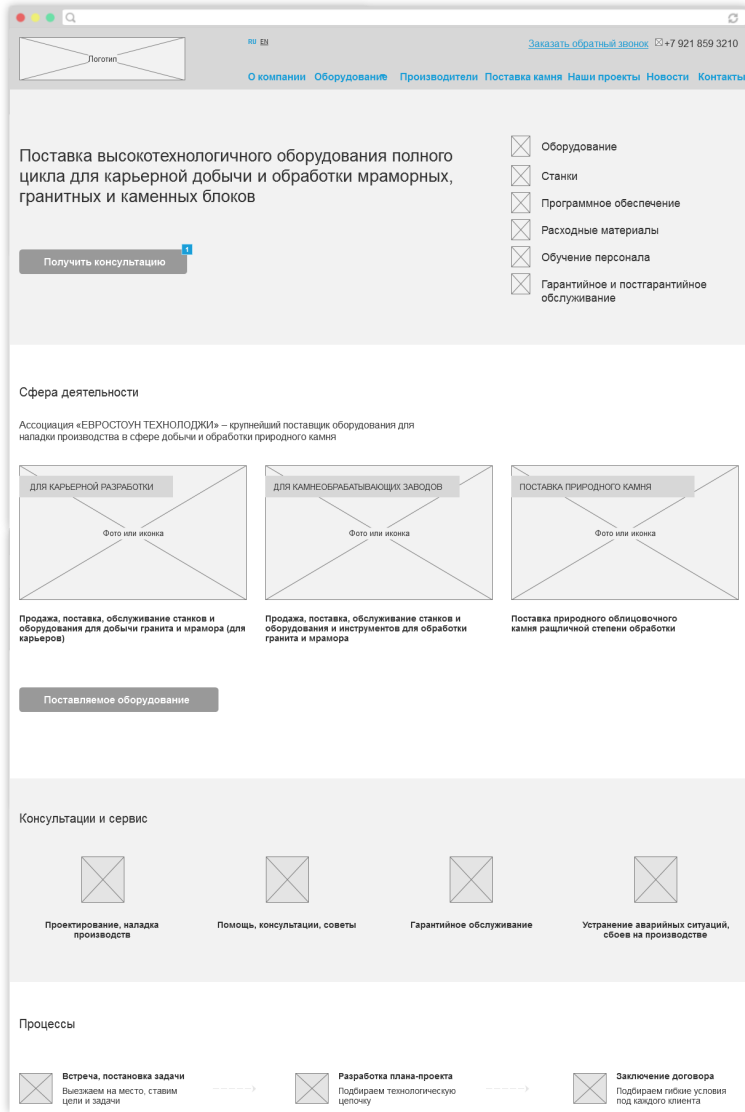 Логотип
RU EN
Заказать обратный звонок +7 921 859 3210
О компании Оборудование Производители Поставка камня Наши проекты Новости Контакты
Поставка высокотехнологичного оборудования полного
цикла для карьерной добычи и обработки мраморных,
гранитных и каменных блоков
Получить консультацию
1
Оборудование
Станки
Программное обеспечение
Расходные материалы
Обучение персонала
Гарантийное и постгарантийное
обслуживание
Сфера деятельности
Ассоциация «ЕВРОСТОУН ТЕХНОЛОДЖИ» – крупнейший поставщик оборудования для
наладки производства в сфере добычи и обработки природного камня
ДЛЯ КАРЬЕРНОЙ РАЗРАБОТКИ
Фото или иконка
Продажа, поставка, обслуживание станков и
оборудования для добычи гранита и мрамора (для
карьеров)
ДЛЯ КАМНЕОБРАБАТЫВАЮЩИХ ЗАВОДОВ
Фото или иконка
Продажа, поставка, обслуживание станков и
оборудования и инструментов для обработки
гранита и мрамора
ПОСТАВКА ПРИРОДНОГО КАМНЯ
Фото или иконка
Поставка природного облицовочного
камня ращличной степени обработки
Поставляемое оборудование
Консультации и сервис
Проектирование, наладка
производств
Помощь, консультации, советы
Гарантийное обслуживание
Устранение аварийных ситуаций,
сбоев на производстве
Процессы
Встреча, постановка задачи
Выезжаем на место, ставим
цели и задачи
Разработка плана-проекта
Подбираем технологическую
цепочку
Заключение договора
Подбираем гибкие условия
под каждого клиента